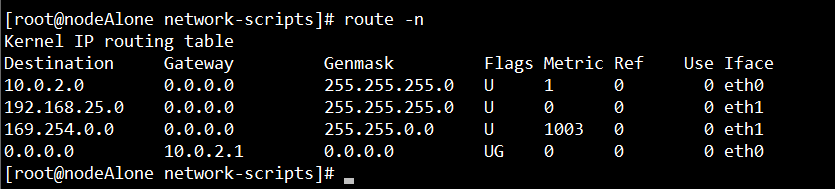 [root@nodeAlone network-scripts]# route -n
Kernel IP routing table
Destination     Gateway         Genmask         Flags Metric Ref    Use Iface
10.0.2.0        0.0.0.0         255.255.255.0   U     1      0        0 eth0
192.168.25.0    0.0.0.0         255.255.255.0   U     0      0        0 eth1
169.254.0.0     0.0.0.0         255.255.0.0     U     1003   0        0 eth1
0.0.0.0         10.0.2.1        0.0.0.0         UG    0      0        0 eth0
[root@nodeAlone network-scripts]#